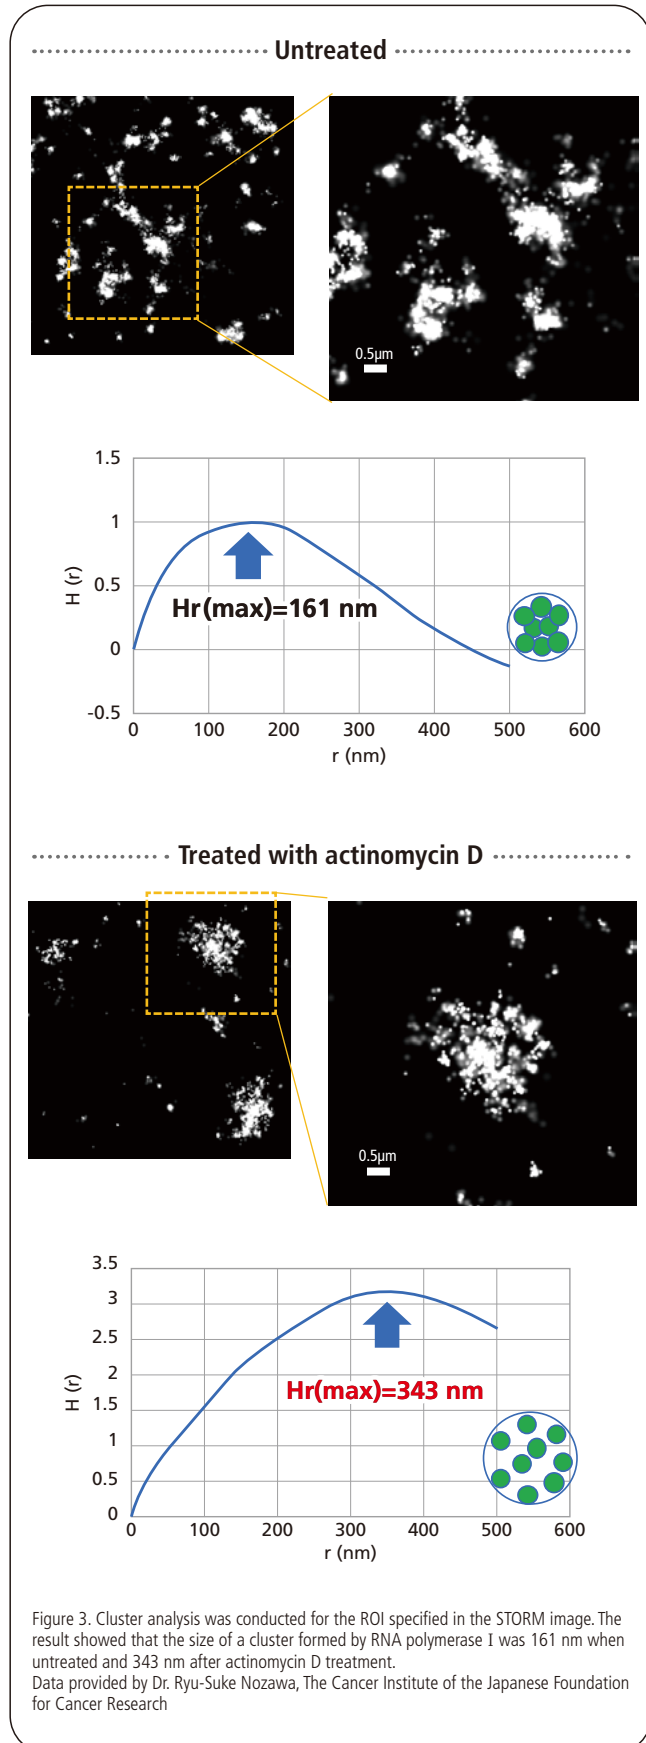 Untreated
0.5µm
1.5
1
0.5
0
-0.5
H (r)
Hr(max)=161 nm
0 100 200 300 400 500 600
r (nm)
Treated with actinomycin D
0.5µm
3.5
3
2.5
2
1
0.5
0
H (r)
Hr(max)=343 nm
0 100 200 300 400 500 600
r (nm)
Figure 3. Cluster analysis was conducted for the ROI specified in the STORM image. The
result showed that the size of a cluster formed by RNA polymerase I was 161 nm when
untreated and 343 nm after actinomycin D treatment.
Data provided by Dr. Ryu-Suke Nozawa, The Cancer Institute of the Japanese Foundation
for Cancer Research